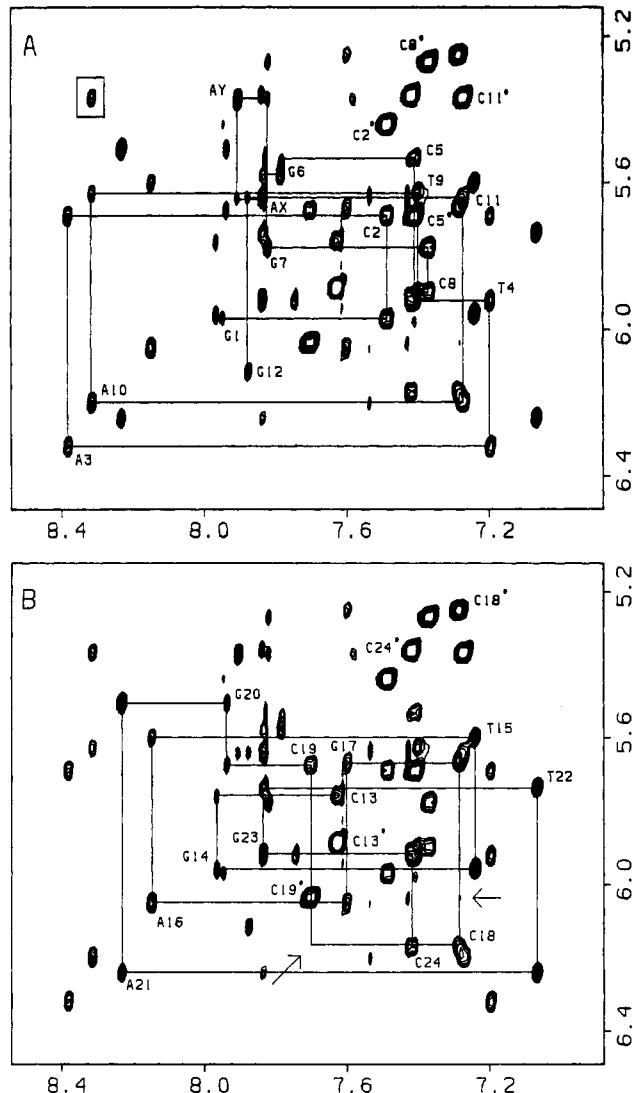 A
5.2
C8*
AY
C11*
C2*
C5
5.6
G6
T9
AX
C2
C5*
C11
G7
C8
T4
6.0
G1
G12
A10
A3
6.4
8.4 8.0 7.6 7.2
B
5.2
C18*
C24*
G20
T15
5.6
C19
G17
T22
C13
G23
C13*
G14
C19*
6.0
A16
C18
C24
A21
6.4
8.4 8.0 7.6 7.2